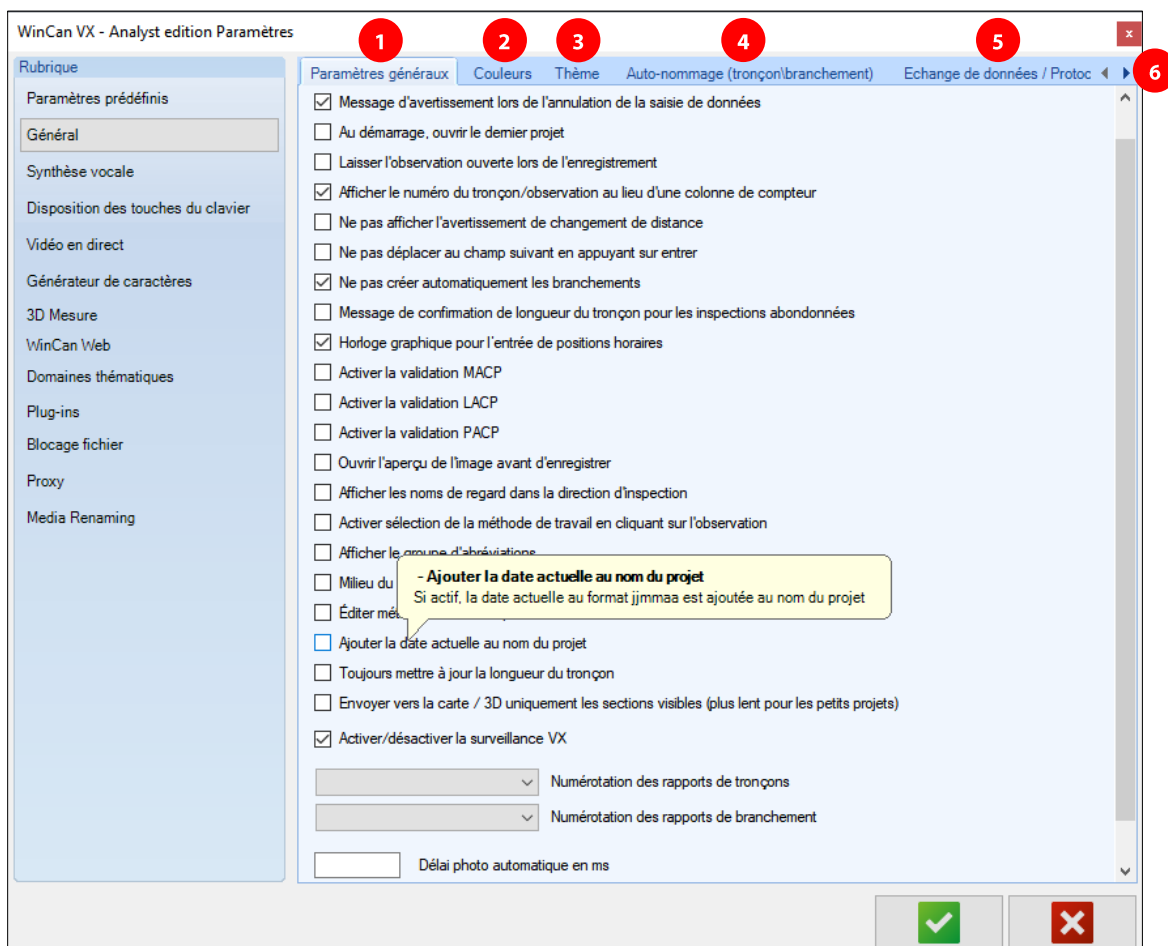 WinCan VX - Analyst edition Paramètres
x
1
2
3
4
5
6
Rubrique
Paramètres prédéfinis
Général
Synthèse vocale
Disposition des touches du clavier
Vidéo en direct
Générateur de caractères
3D Mesure
WinCan Web
Domaines thématiques
Plug-ins
Blocage fichier
Proxy
Media Renaming
Paramètres généraux Couleurs Thème Auto-nommage (tronçon\branchement) Echange de données / Protoc
Message d'avertissement lors de l'annulation de la saisie de données
Au démarrage, ouvrir le dernier projet
Laisser l'observation ouverte lors de l'enregistrement
Afficher le numéro du tronçon/observation au lieu d'une colonne de compteur
Ne pas afficher l'avertissement de changement de distance
Ne pas déplacer au champ suivant en appuyant sur entrer
Ne pas créer automatiquement les branchements
Message de confirmation de longueur du tronçon pour les inspections abondonnées
Horloge graphique pour l'entrée de positions horaires
Activer la validation MACP
Activer la validation LACP
Activer la validation PACP
Ouvrir l'aperçu de l'image avant d'enregistrer
Afficher les noms de regard dans la direction d'inspection
Activer sélection de la méthode de travail en cliquant sur l'observation
Afficher le groupe d'abréviations
Milieu du
Éditer
- Ajouter la date actuelle au nom du projet
Si actif, la date actuelle au format jjmmaa est ajoutée au nom du projet
Ajouter la date actuelle au nom du projet
Toujours mettre à jour la longueur du tronçon
Envoyer vers la carte / 3D uniquement les sections visibles (plus lent pour les petits projets)
Activer/désactiver la surveillance VX
Numérotation des rapports de tronçons
Numérotation des rapports de branchement
Délai photo automatique en ms